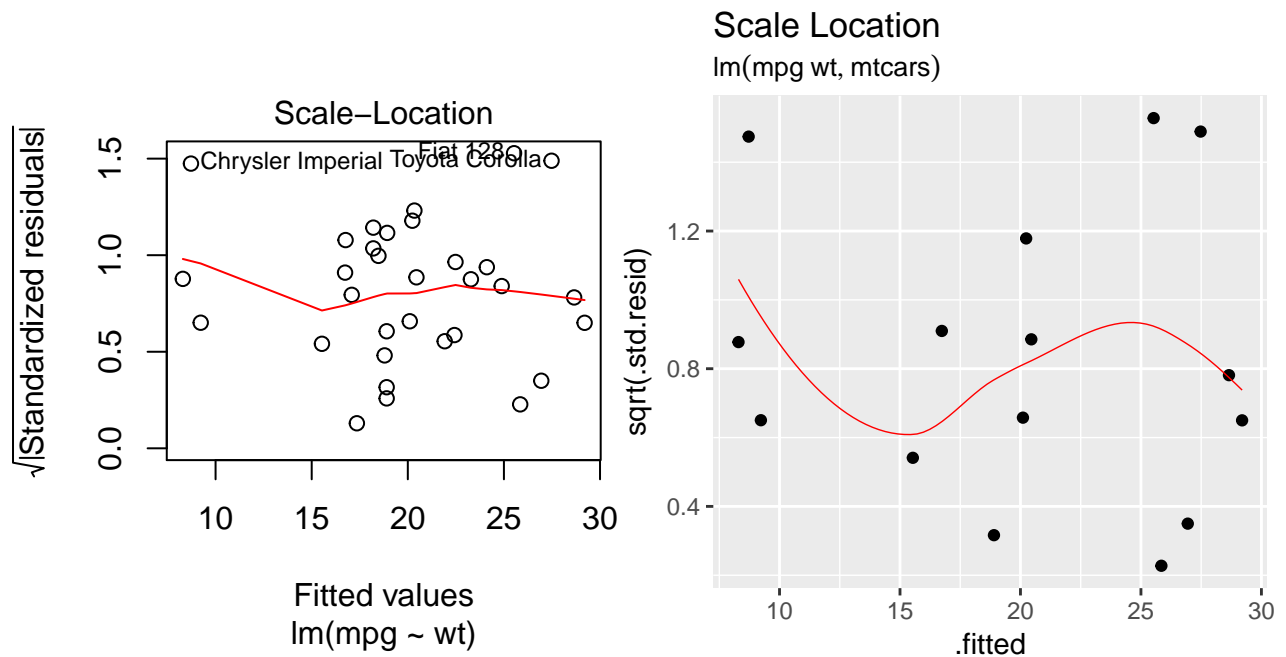 Scale−Location
√|Standardized residuals|
1.5
1.0
0.5
0.0
Chrysler Imperial
Toyota Corolla
Fiat 128
10 15 20 25 30
Fitted values
lm(mpg ~ wt)
Scale Location
lm(mpg wt, mtcars)
sqrt(.std.resid)
1.2
0.8
0.4
10 15 20 25 30
.fitted